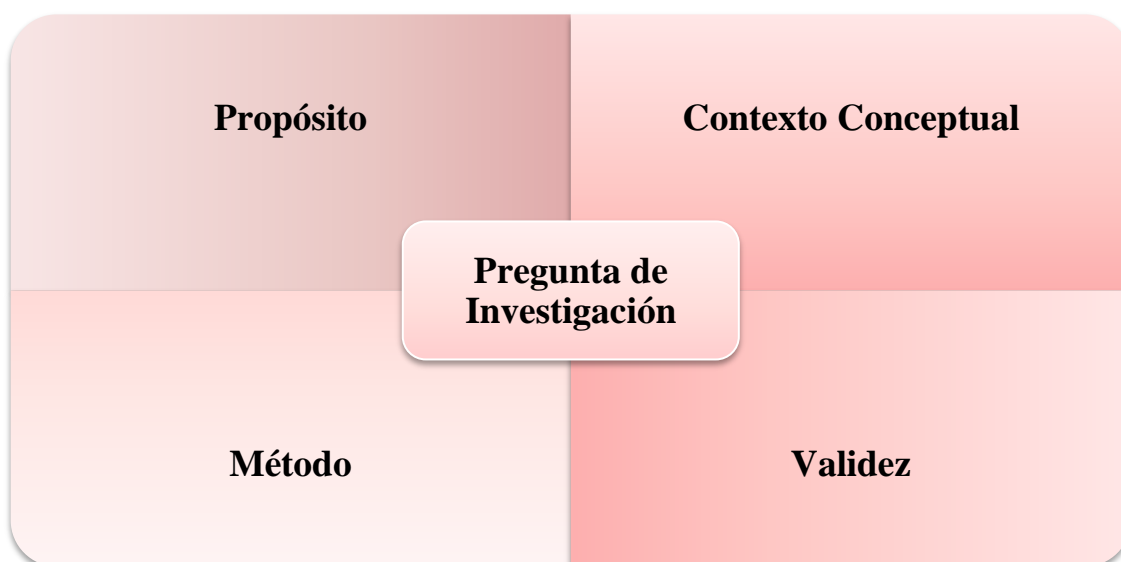 Propósito
Contexto Conceptual
Pregunta de
Investigación
Método
Validez